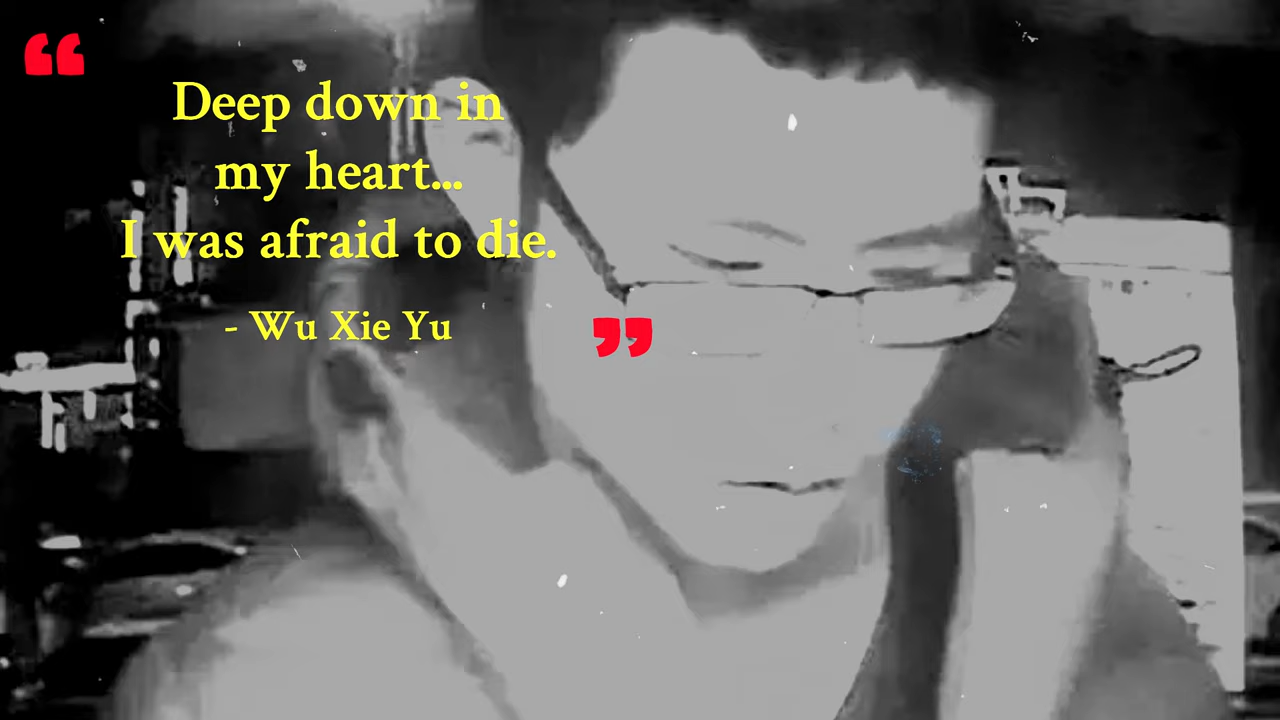 “
Deep down in
my heart...
I was afraid to die.
- Wu Xie Yu
”